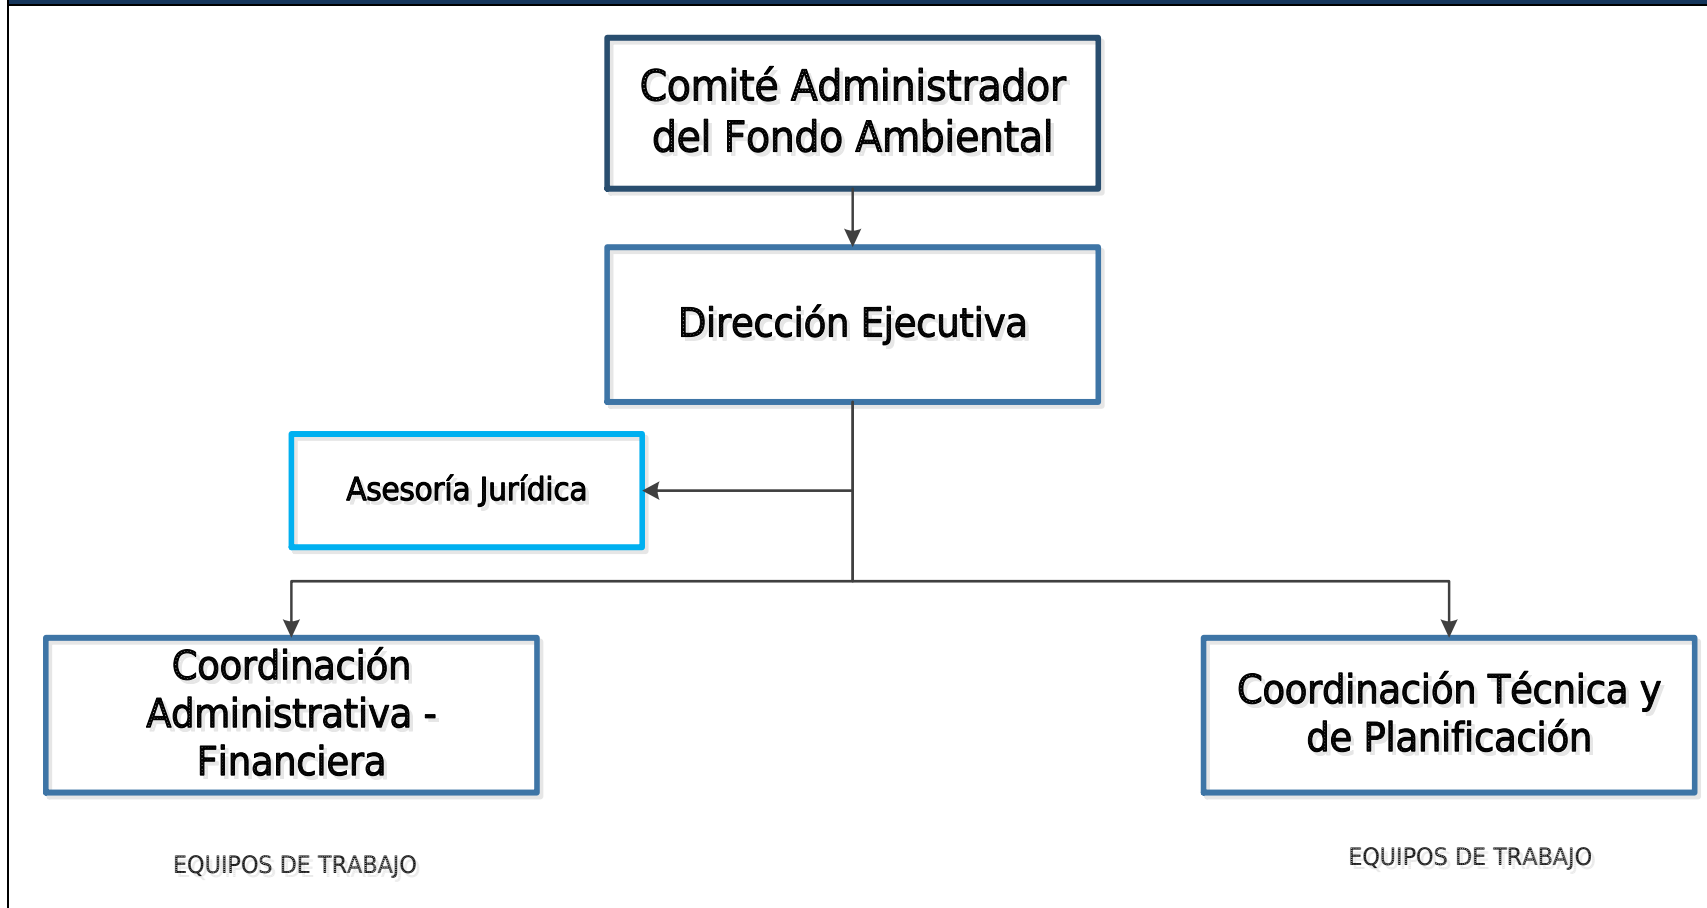 Comité Administrador
del Fondo Ambiental
Dirección Ejecutiva
Asesoría Jurídica
Coordinación
Administrativa -
Financiera
Coordinación Técnica y
de Planificación
EQUIPOS DE TRABAJO
EQUIPOS DE TRABAJO